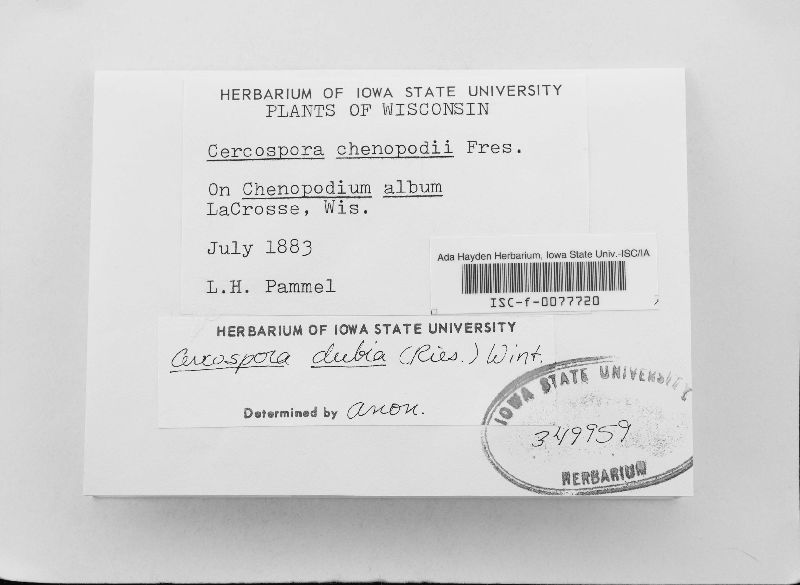 HERBARIUM OF IOWA STATE UNIVERSITY
PLANTS OF WISCONSIN
Cercospora chenopodii Fres.
On Chenopodium album
LaCrosse, Wis.
July 1883
L.H. Pammel
Ada Hayden Herbarium, Iowa State Univ.-ISC/IA
ISC-f-0077720
HERBARIUM OF IOWA STATE UNIVERSITY
Cercospora dubia (Ries.) Wint.
Determined by anon.
IOWA STATE UNIVERSITY
349959
HERBARIUM